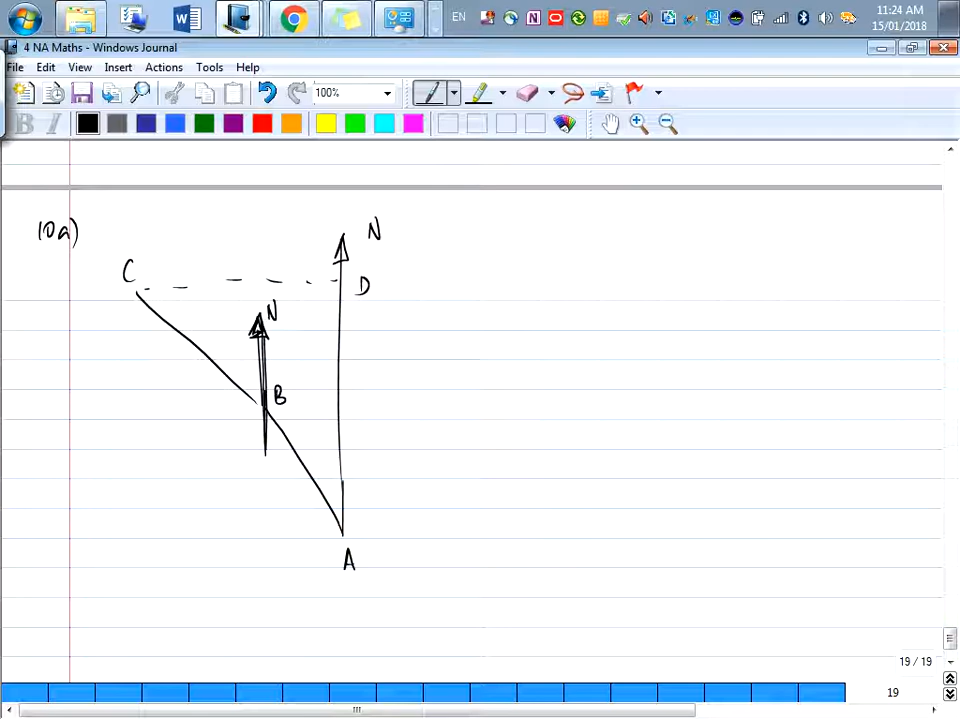 EN
11:24 AM
15/01/2018
4 NA Maths - Windows Journal
File Edit View Insert Actions Tools Help
100%
B I
10a)
N
C
D
N
B
A
19 / 19
19